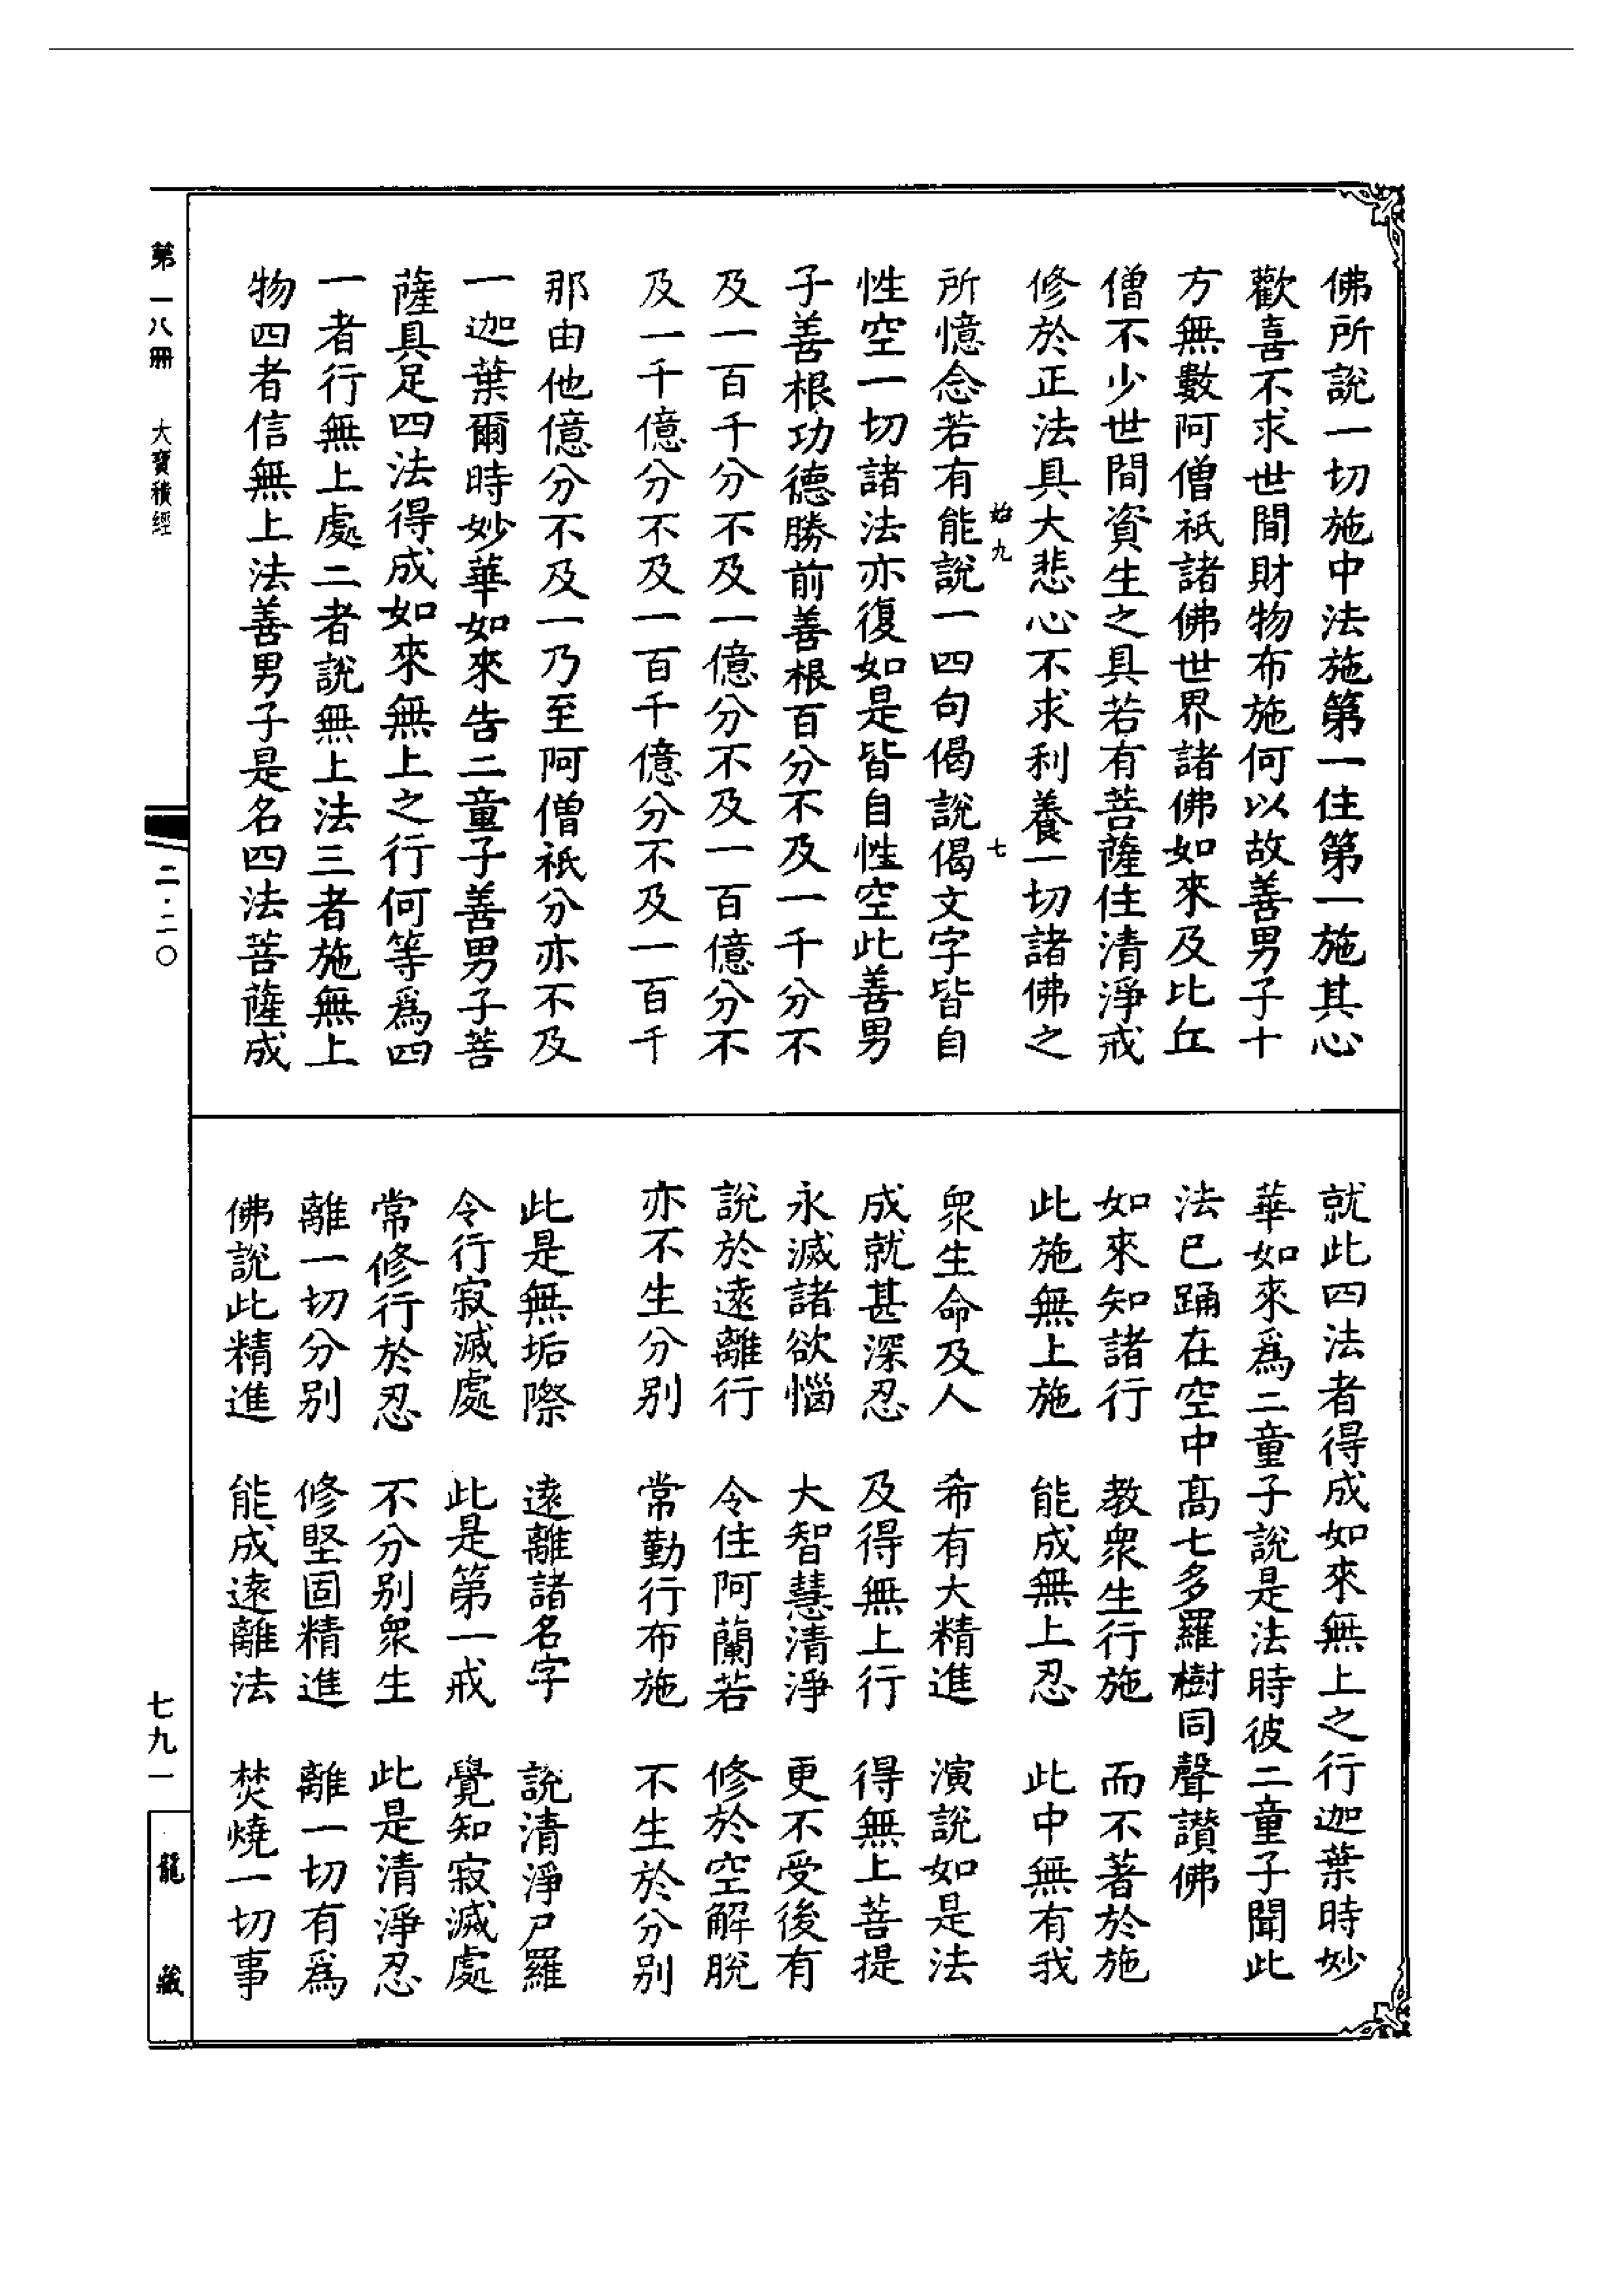 佛所說一切施中法施第一住第一施其心
歡喜不求世間財物布施何以故善男子十
方無數阿僧祇諸佛世界諸佛如來及比丘
僧不少世間資生之具若有菩薩住清淨戒
修於正法具大悲心不求利養一切諸佛之
始九　七
所憶念若有能說一四句偈說偈文字皆自
性空一切諸法亦復如是皆自性空此善男
子善根功德勝前善根百分不及一千分不
及一百千分不及一億分不及一百億分不
及一千億分不及一百千億分不及一百千
那由他億分不及一乃至阿僧祇分亦不及
一迦葉爾時妙華如來告二童子善男子菩
薩具足四法得成如來無上之行何等爲四
一者行無上處二者說無上法三者施無上
物四者信無上法善男子是名四法菩薩成
就此四法者得成如來無上之行迦葉時妙
華如來爲二童子說是法時彼二童子聞此
法已踊在空中高七多羅樹同聲讚佛
如來知諸行　教衆生行施　而不著於施
此施無上施　能成無上忍　此中無有我
衆生命及人　希有大精進　演說如是法
成就甚深忍　及得無上行　得無上菩提
永滅諸欲惱　大智慧清淨　更不受後有
說於遠離行　令住阿蘭若　修於空解脫
亦不生分別　常勤行布施　不生於分別
此是無垢際　遠離諸名字　說清淨尸羅
令行寂滅處　此是第一戒　覺知寂滅處
常修行於忍　不分別衆生　此是清淨忍
離一切分別　修堅固精進　離一切有爲
佛說此精進　能成遠離法　焚燒一切事
第一八冊　大寶積經　二·二〇　七九一　龍藏